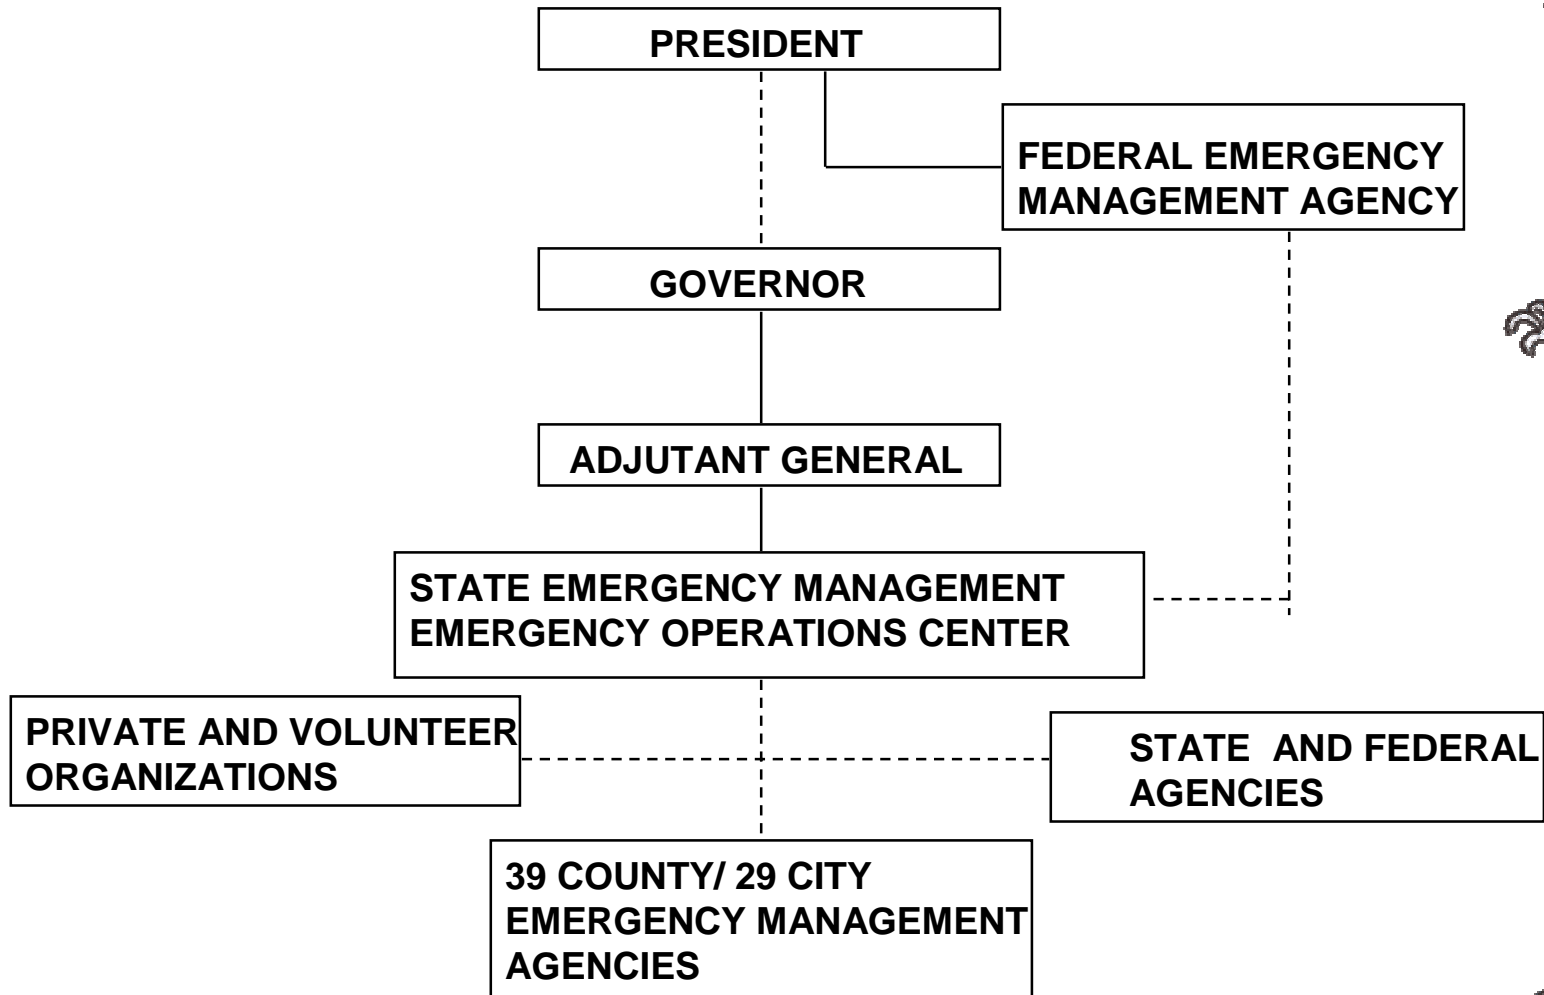 PRESIDENT
FEDERAL EMERGENCY
MANAGEMENT AGENCY
GOVERNOR
ADJUTANT GENERAL
STATE EMERGENCY MANAGEMENT
EMERGENCY OPERATIONS CENTER
PRIVATE AND VOLUNTEER
ORGANIZATIONS
STATE AND FEDERAL
AGENCIES
39 COUNTY/ 29 CITY
EMERGENCY MANAGEMENT
AGENCIES